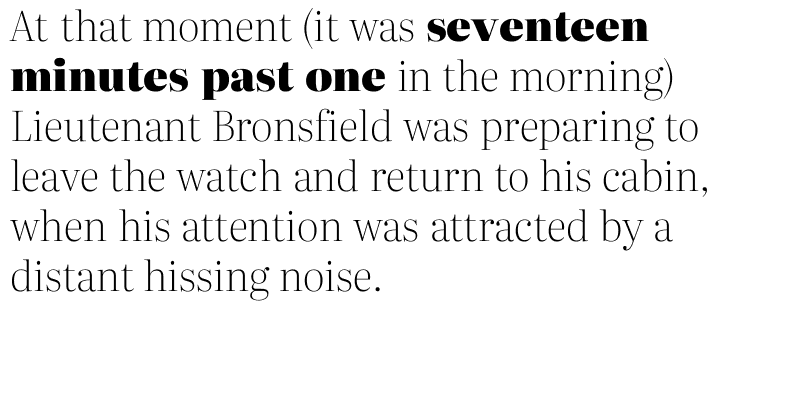 At that moment (it was seventeen
minutes past one in the morning)
Lieutenant Bronsfield was preparing to
leave the watch and return to his cabin,
when his attention was attracted by a
distant hissing noise.